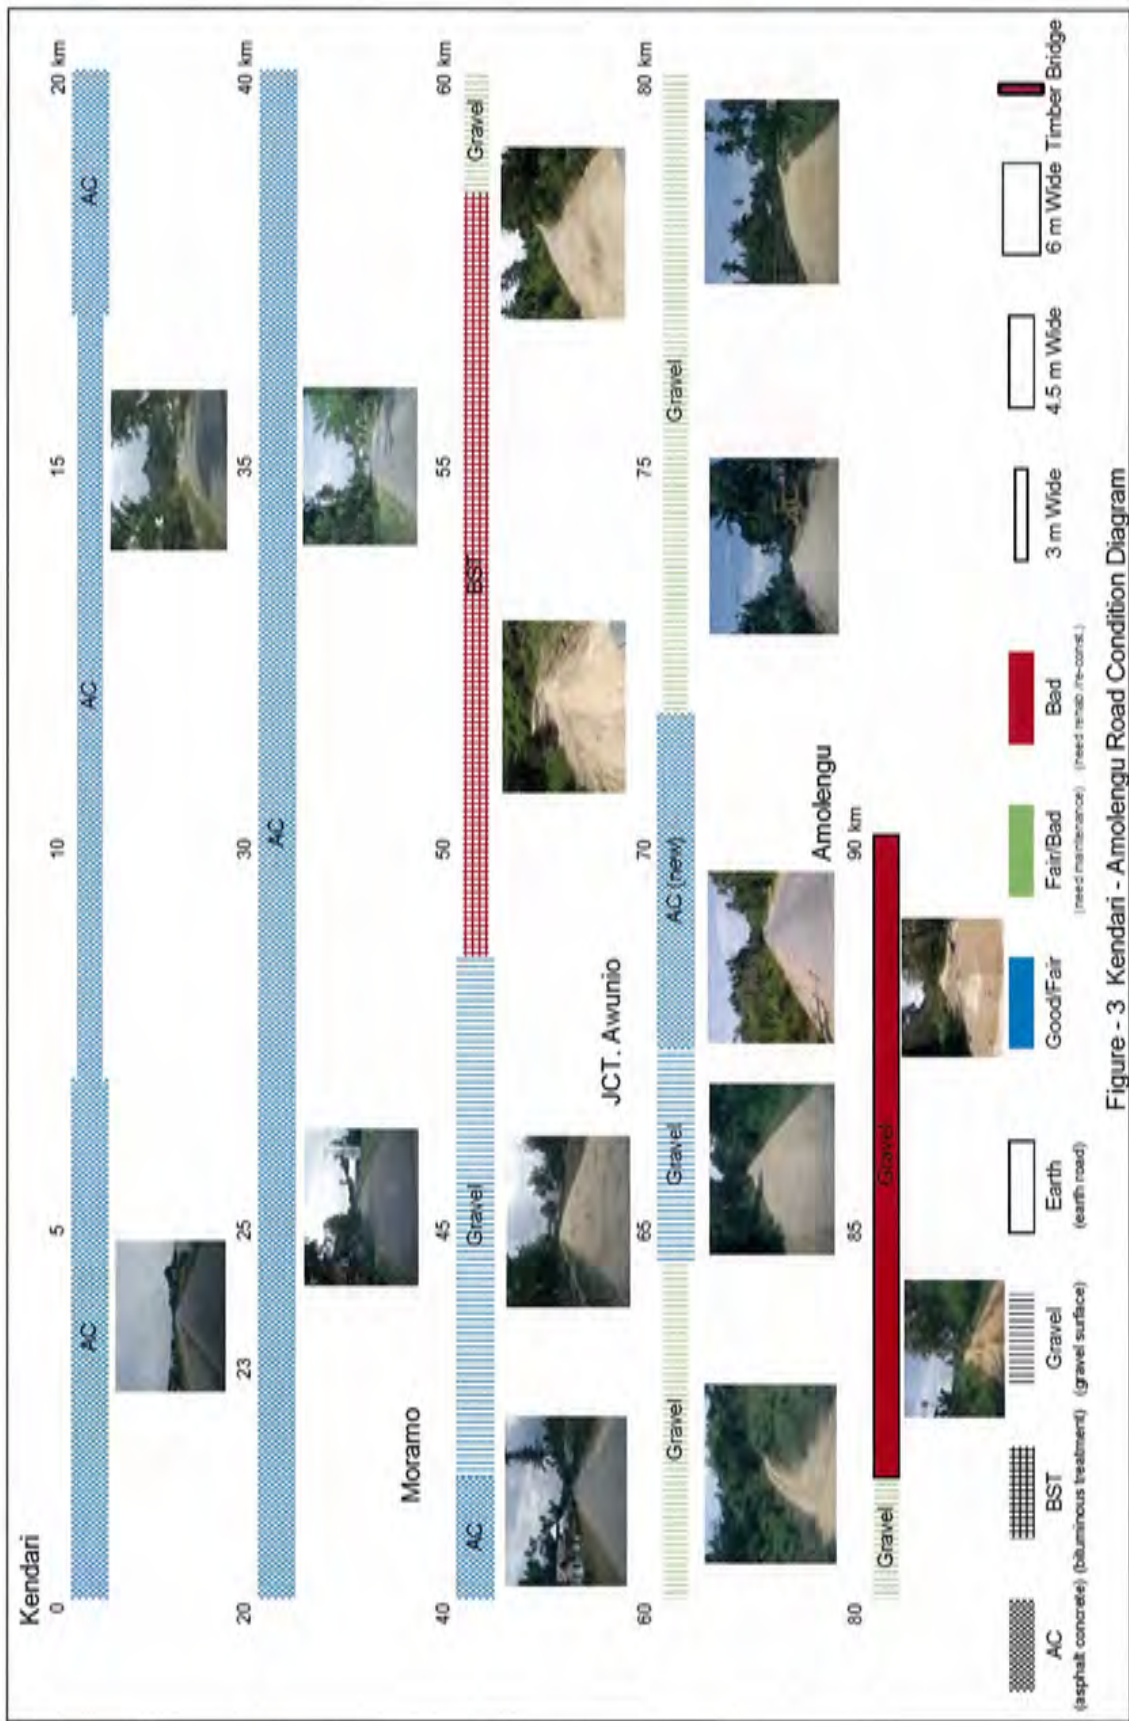 Kendari
0 5 10 15 20 km
AC AC AC
20 23 25 30 35 40 km
AC
Moramo
40 45 50 55 60 km
AC Gravel BST Gravel
JCT. Awunio
60 65 70 75 80 km
Gravel Gravel AC (new) Gravel
Amolengu
80 85 90 km
Gravel Gravel
AC BST Gravel Earth Good/Fair Fair/Bad Bad 3 m Wide 4.5 m Wide 6 m Wide Timber Bridge
(asphalt concrete) (bituminous treatment) (gravel surface) (earth road) (need maintenance) (need rehab./re-const.)
Figure - 3 Kendari - Amolengu Road Condition Diagram